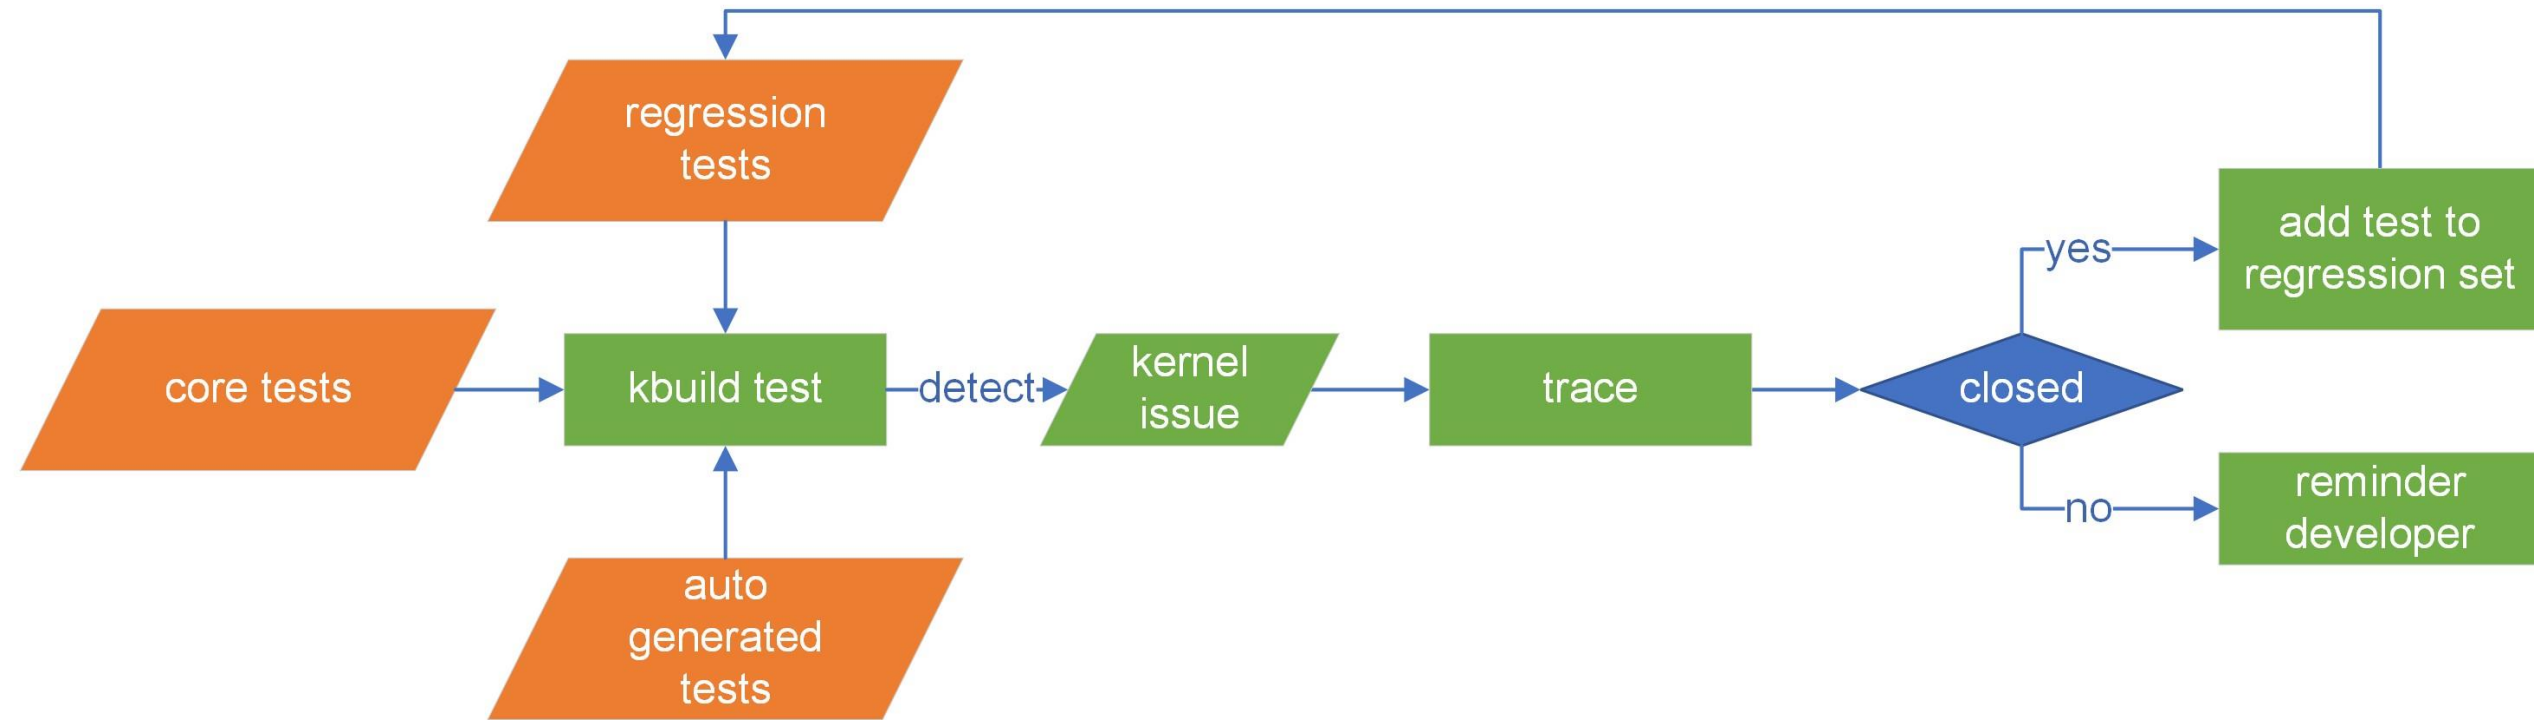 regression
tests
core tests
kbuild test
detect
kernel
issue
trace
closed
yes
add test to
regression set
no
reminder
developer
auto
generated
tests